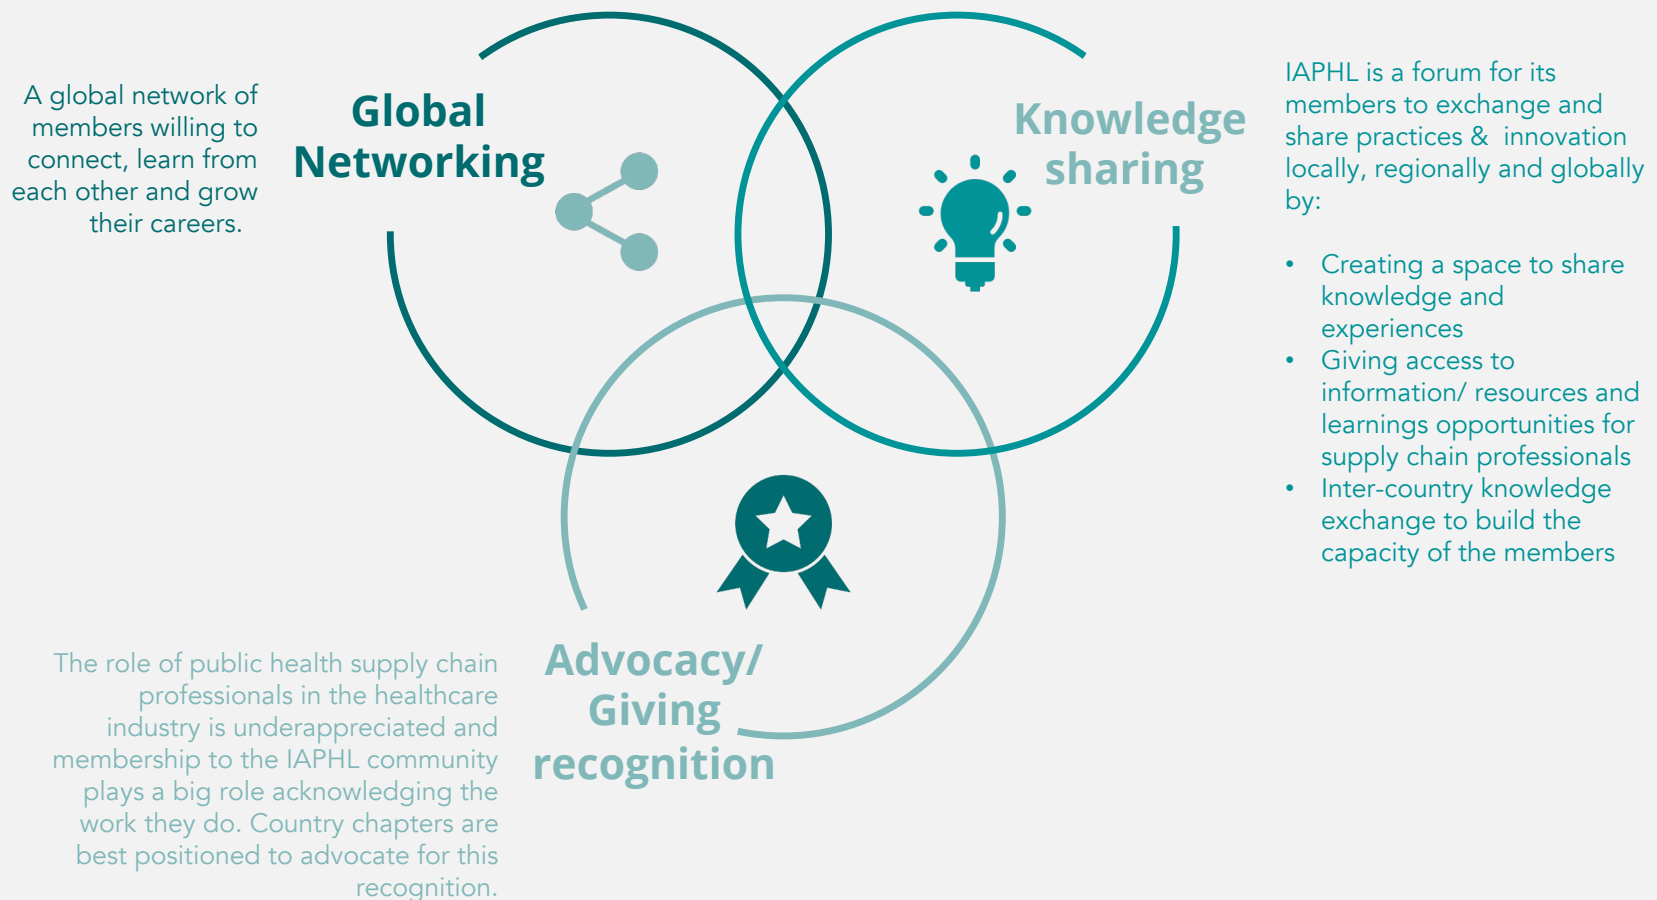 A global network of
members willing to
connect, learn from
each other and grow
their careers.
Global
Networking
Knowledge
sharing
IAPHL is a forum for its
members to exchange and
share practices &  innovation
locally, regionally and globally
by:
• Creating a space to share
knowledge and
experiences
• Giving access to
information/ resources and
learnings opportunities for
supply chain professionals
• Inter-country knowledge
exchange to build the
capacity of the members
The role of public health supply chain
professionals in the healthcare
industry is underappreciated and
membership to the IAPHL community
plays a big role acknowledging the
work they do. Country chapters are
best positioned to advocate for this
recognition.
Advocacy/
Giving
recognition